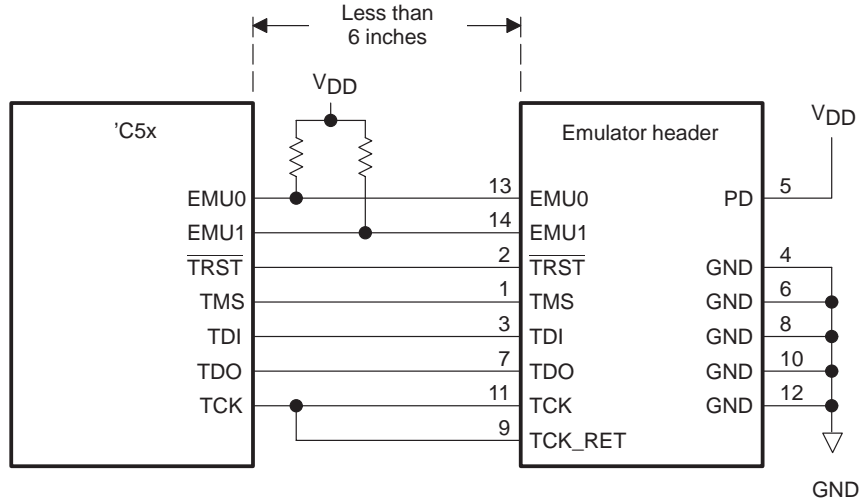 Less than
6 inches
VDD
'C5x
Emulator header
VDD
EMU0 13 EMU0 PD 5
EMU1 14 EMU1
TRST 2 TRST GND 4
TMS 1 TMS GND 6
TDI 3 TDI GND 8
TDO 7 TDO GND 10
TCK 11 TCK GND 12
9 TCK_RET
GND